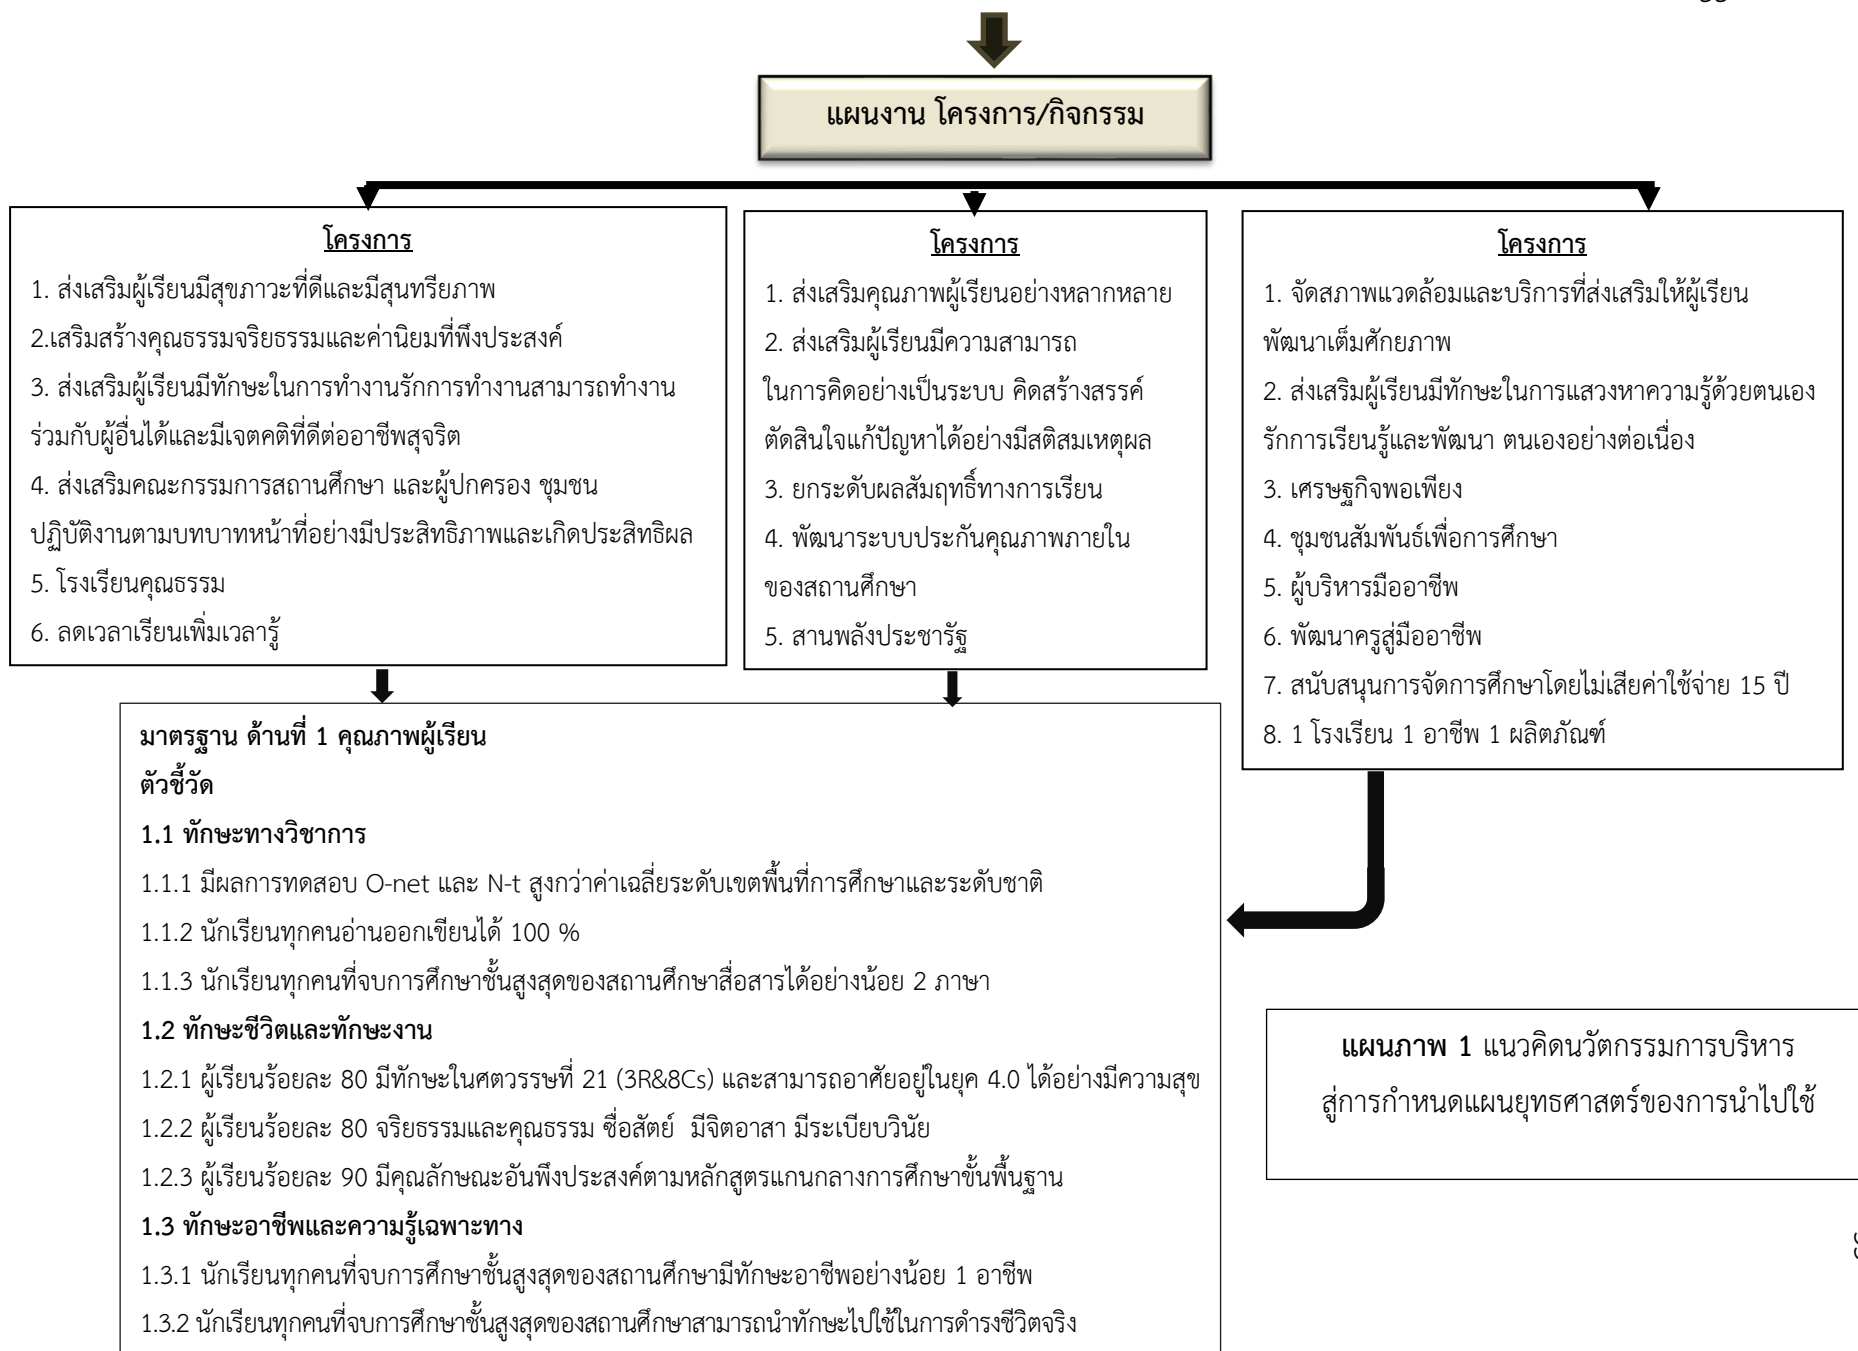 แผนงาน โครงการ/กิจกรรม
โครงการ
1. ส่งเสริมผู้เรียนมีสุขภาวะที่ดีและมีสุนทรียภาพ
2.เสริมสร้างคุณธรรมจริยธรรมและค่านิยมที่พึงประสงค์
3. ส่งเสริมผู้เรียนมีทักษะในการทำงานรักการทำงานสามารถทำงาน
ร่วมกับผู้อื่นได้และมีเจตคติที่ดีต่ออาชีพสุจริต
4. ส่งเสริมคณะกรรมการสถานศึกษา และผู้ปกครอง ชุมชน
ปฏิบัติงานตามบทบาทหน้าที่อย่างมีประสิทธิภาพและเกิดประสิทธิผล
5. โรงเรียนคุณธรรม
6. ลดเวลาเรียนเพิ่มเวลารู้
โครงการ
1. ส่งเสริมคุณภาพผู้เรียนอย่างหลากหลาย
2. ส่งเสริมผู้เรียนมีความสามารถ
ในการคิดอย่างเป็นระบบ คิดสร้างสรรค์
ตัดสินใจแก้ปัญหาได้อย่างมีสติสมเหตุผล
3. ยกระดับผลสัมฤทธิ์ทางการเรียน
4. พัฒนาระบบประกันคุณภาพภายใน
ของสถานศึกษา
5. สานพลังประชารัฐ
โครงการ
1. จัดสภาพแวดล้อมและบริการที่ส่งเสริมให้ผู้เรียน
พัฒนาเต็มศักยภาพ
2. ส่งเสริมผู้เรียนมีทักษะในการแสวงหาความรู้ด้วยตนเอง
รักการเรียนรู้และพัฒนา ตนเองอย่างต่อเนื่อง
3. เศรษฐกิจพอเพียง
4. ชุมชนสัมพันธ์เพื่อการศึกษา
5. ผู้บริหารมืออาชีพ
6. พัฒนาครูสู่มืออาชีพ
7. สนับสนุนการจัดการศึกษาโดยไม่เสียค่าใช้จ่าย 15 ปี
8. 1 โรงเรียน 1 อาชีพ 1 ผลิตภัณฑ์
มาตรฐาน ด้านที่ 1 คุณภาพผู้เรียน
ตัวชี้วัด
1.1 ทักษะทางวิชาการ
1.1.1 มีผลการทดสอบ O-net และ N-t สูงกว่าค่าเฉลี่ยระดับเขตพื้นที่การศึกษาและระดับชาติ
1.1.2 นักเรียนทุกคนอ่านออกเขียนได้ 100 %
1.1.3 นักเรียนทุกคนที่จบการศึกษาชั้นสูงสุดของสถานศึกษาสื่อสารได้อย่างน้อย 2 ภาษา
1.2 ทักษะชีวิตและทักษะงาน
1.2.1 ผู้เรียนร้อยละ 80 มีทักษะในศตวรรษที่ 21 (3R&8Cs) และสามารถอาศัยอยู่ในยุค 4.0 ได้อย่างมีความสุข
1.2.2 ผู้เรียนร้อยละ 80 จริยธรรมและคุณธรรม ซื่อสัตย์  มีจิตอาสา มีระเบียบวินัย
1.2.3 ผู้เรียนร้อยละ 90 มีคุณลักษณะอันพึงประสงค์ตามหลักสูตรแกนกลางการศึกษาขั้นพื้นฐาน
1.3 ทักษะอาชีพและความรู้เฉพาะทาง
1.3.1 นักเรียนทุกคนที่จบการศึกษาชั้นสูงสุดของสถานศึกษามีทักษะอาชีพอย่างน้อย 1 อาชีพ
1.3.2 นักเรียนทุกคนที่จบการศึกษาชั้นสูงสุดของสถานศึกษาสามารถนำทักษะไปใช้ในการดำรงชีวิตจริง
แผนภาพ 1 แนวคิดนวัตกรรมการบริหาร
สู่การกำหนดแผนยุทธศาสตร์ของการนำไปใช้